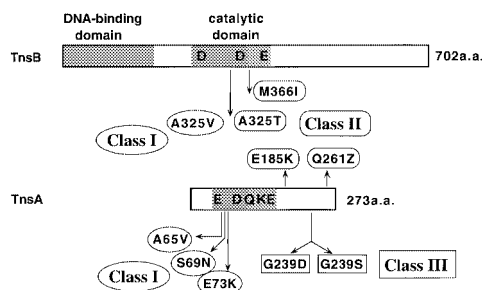 DNA-binding domain
catalytic domain
TnsB
D D E
702a.a.
M366I
A325V
A325T
Class I
Class II
E185K
Q261Z
TnsA
E DQKE
273a.a.
A65V
S69N
E73K
Class I
G239D
G239S
Class III